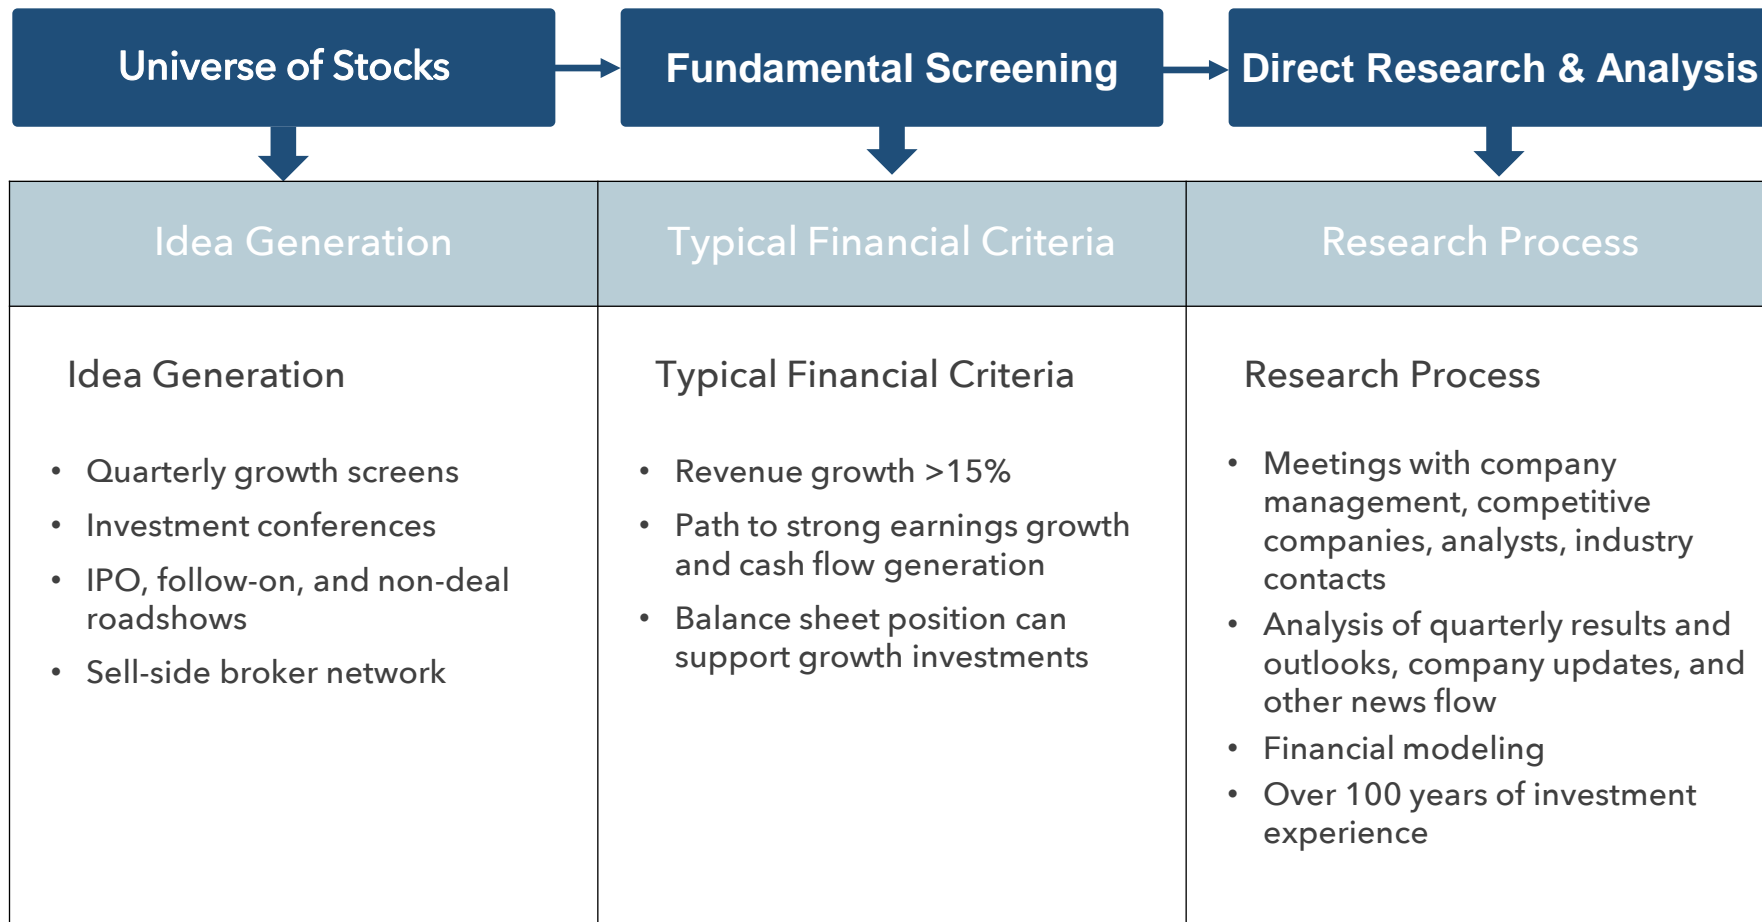 Universe of Stocks
Fundamental Screening
Direct Research & Analysis
Idea Generation
Typical Financial Criteria
Research Process
Idea Generation
• Quarterly growth screens
• Investment conferences
• IPO, follow-on, and non-deal
roadshows
• Sell-side broker network
Typical Financial Criteria
• Revenue growth >15%
• Path to strong earnings growth
and cash flow generation
• Balance sheet position can
support growth investments
Research Process
• Meetings with company
management, competitive
companies, analysts, industry
contacts
• Analysis of quarterly results and
outlooks, company updates, and
other news flow
• Financial modeling
• Over 100 years of investment
experience